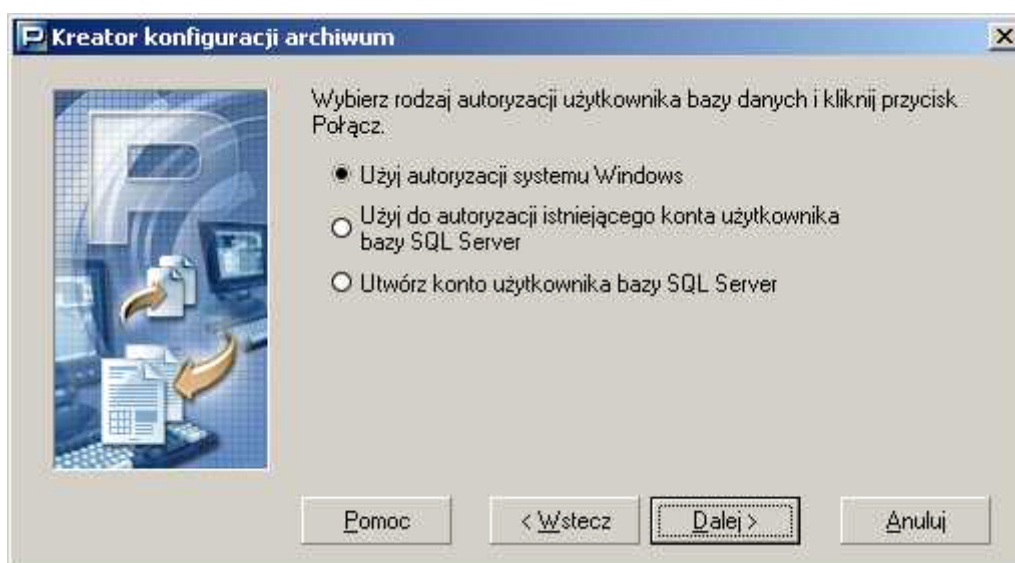 Kreator konfiguracji archiwum
Wybierz rodzaj autoryzacji użytkownika bazy danych i kliknij przycisk
Połącz.
Użyj autoryzacji systemu Windows
Użyj do autoryzacji istniejącego konta użytkownika
bazy SQL Server
Utwórz konto użytkownika bazy SQL Server
Pomoc
< Wstecz
Dalej >
Anuluj